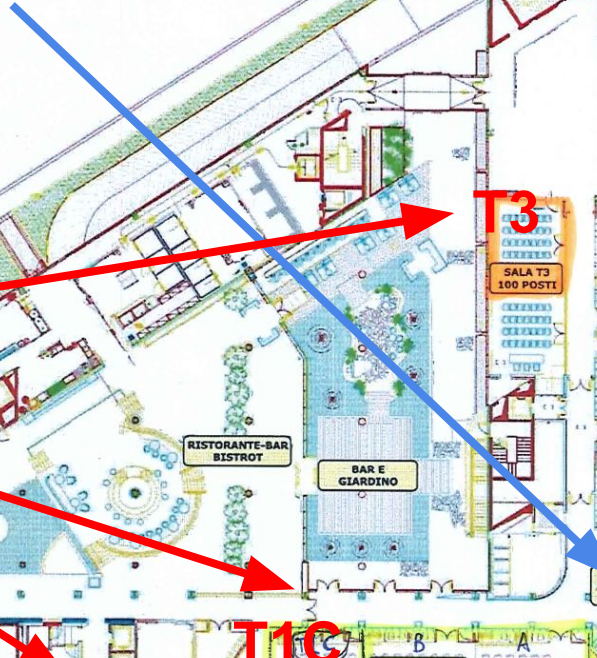 T3
SALA T3
100 POSTI
RISTORANTE-BAR
BISTROT
BAR E
GIARDINO
T1C
C
B
A